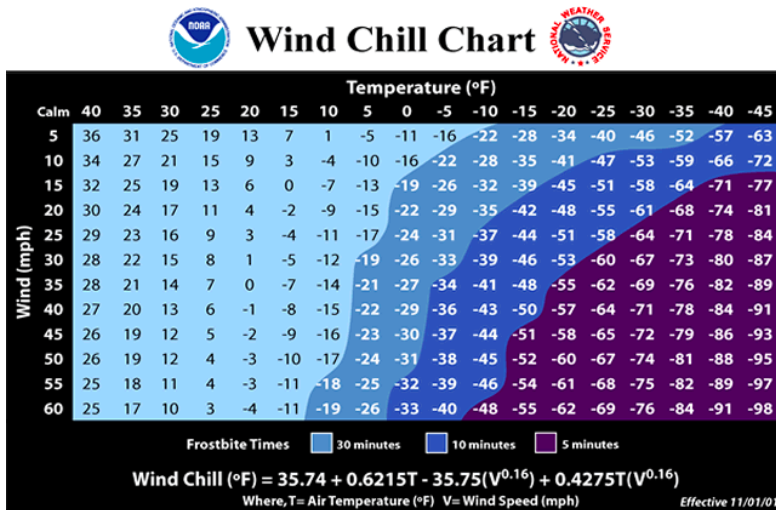 NOAA
Wind Chill Chart
NATIONAL WEATHER SERVICE
Temperature (ºF)
Calm 40 35 30 25 20 15 10 5 0 -5 -10 -15 -20 -25 -30 -35 -40 -45
5 36 31 25 19 13 7 1 -5 -11 -16 -22 -28 -34 -40 -46 -52 -57 -63
10 34 27 21 15 9 3 -4 -10 -16 -22 -28 -35 -41 -47 -53 -59 -66 -72
15 32 25 19 13 6 0 -7 -13 -19 -26 -32 -39 -45 -51 -58 -64 -71 -77
20 30 24 17 11 4 -2 -9 -15 -22 -29 -35 -42 -48 -55 -61 -68 -74 -81
25 29 23 16 9 3 -4 -11 -17 -24 -31 -37 -44 -51 -58 -64 -71 -78 -84
30 28 22 15 8 1 -5 -12 -19 -26 -33 -39 -46 -53 -60 -67 -73 -80 -87
35 28 21 14 7 0 -7 -14 -21 -27 -34 -41 -48 -55 -62 -69 -76 -82 -89
40 27 20 13 6 -1 -8 -15 -22 -29 -36 -43 -50 -57 -64 -71 -78 -84 -91
45 26 19 12 5 -2 -9 -16 -23 -30 -37 -44 -51 -58 -65 -72 -79 -86 -93
50 26 19 12 4 -3 -10 -17 -24 -31 -38 -45 -52 -60 -67 -74 -81 -88 -95
55 25 18 11 4 -3 -11 -18 -25 -32 -39 -46 -54 -61 -68 -75 -82 -89 -97
60 25 17 10 3 -4 -11 -19 -26 -33 -40 -48 -55 -62 -69 -76 -84 -91 -98
Wind (mph)
Frostbite Times 30 minutes 10 minutes 5 minutes
Wind Chill (ºF) = 35.74 + 0.6215T - 35.75(V0.16) + 0.4275T(V0.16)
Where, T= Air Temperature (ºF) V= Wind Speed (mph) Effective 11/01/01